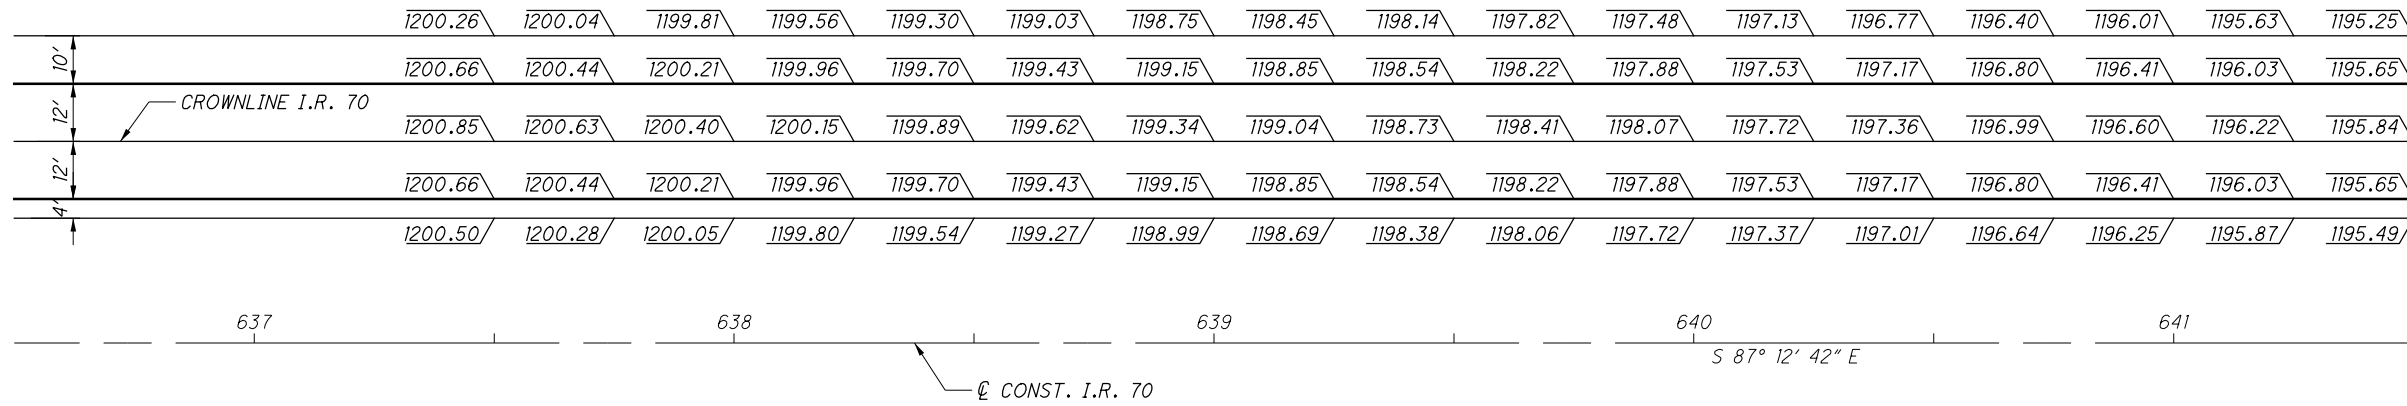 1200.26 1200.04 1199.81 1199.56 1199.30 1199.03 1198.75 1198.45 1198.14 1197.82 1197.48 1197.13 1196.77 1196.40 1196.01 1195.63 1195.25
10'
1200.66 1200.44 1200.21 1199.96 1199.70 1199.43 1199.15 1198.85 1198.54 1198.22 1197.88 1197.53 1197.17 1196.80 1196.41 1196.03 1195.65
CROWNLINE I.R. 70
12'
1200.85 1200.63 1200.40 1200.15 1199.89 1199.62 1199.34 1199.04 1198.73 1198.41 1198.07 1197.72 1197.36 1196.99 1196.60 1196.22 1195.84
12'
1200.66 1200.44 1200.21 1199.96 1199.70 1199.43 1199.15 1198.85 1198.54 1198.22 1197.88 1197.53 1197.17 1196.80 1196.41 1196.03 1195.65
4'
1200.50 1200.28 1200.05 1199.80 1199.54 1199.27 1198.99 1198.69 1198.38 1198.06 1197.72 1197.37 1197.01 1196.64 1196.25 1195.87 1195.49
637 638 639 640 641
S 87° 12' 42" E
℄ CONST. I.R. 70